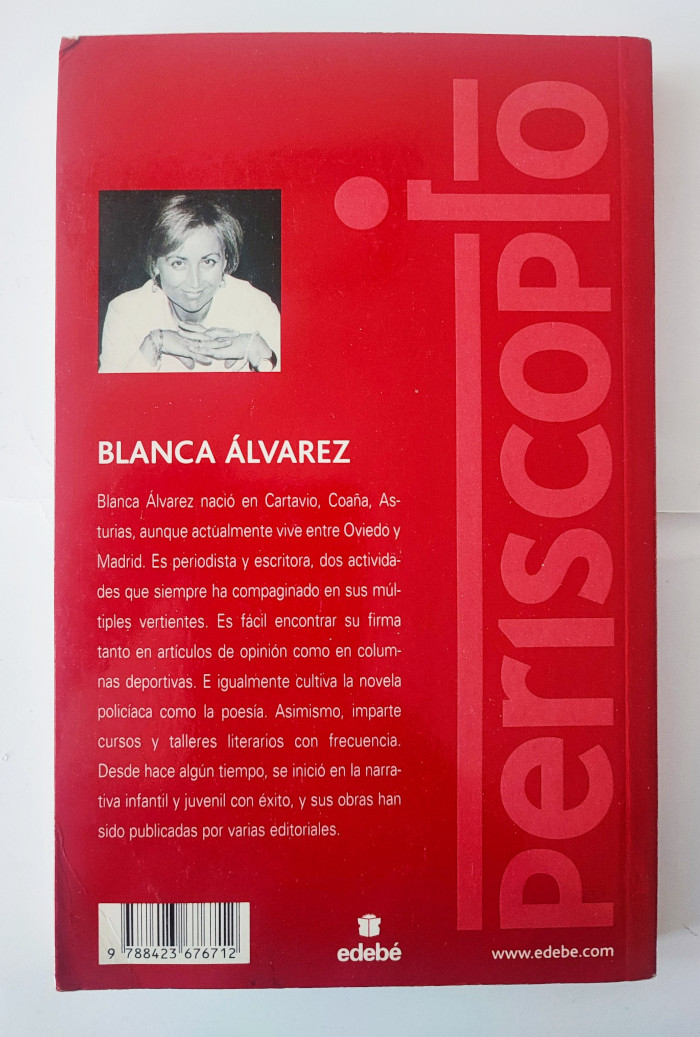 periscopio
BLANCA ÁLVAREZ
Blanca Álvarez nació en Cartavio, Coaña, As-
turias, aunque actualmente vive entre Oviedo y
Madrid. Es periodista y escritora, dos activida-
des que siempre ha compaginado en sus múl-
tiples vertientes. Es fácil encontrar su firma
tanto en artículos de opinión como en colum-
nas deportivas. E igualmente cultiva la novela
policíaca como la poesía. Asimismo, imparte
cursos y talleres literarios con frecuencia.
Desde hace algún tiempo, se inició en la narra-
tiva infantil y juvenil con éxito, y sus obras han
sido publicadas por varias editoriales.
9 788423 676712
edebé
www.edebe.com